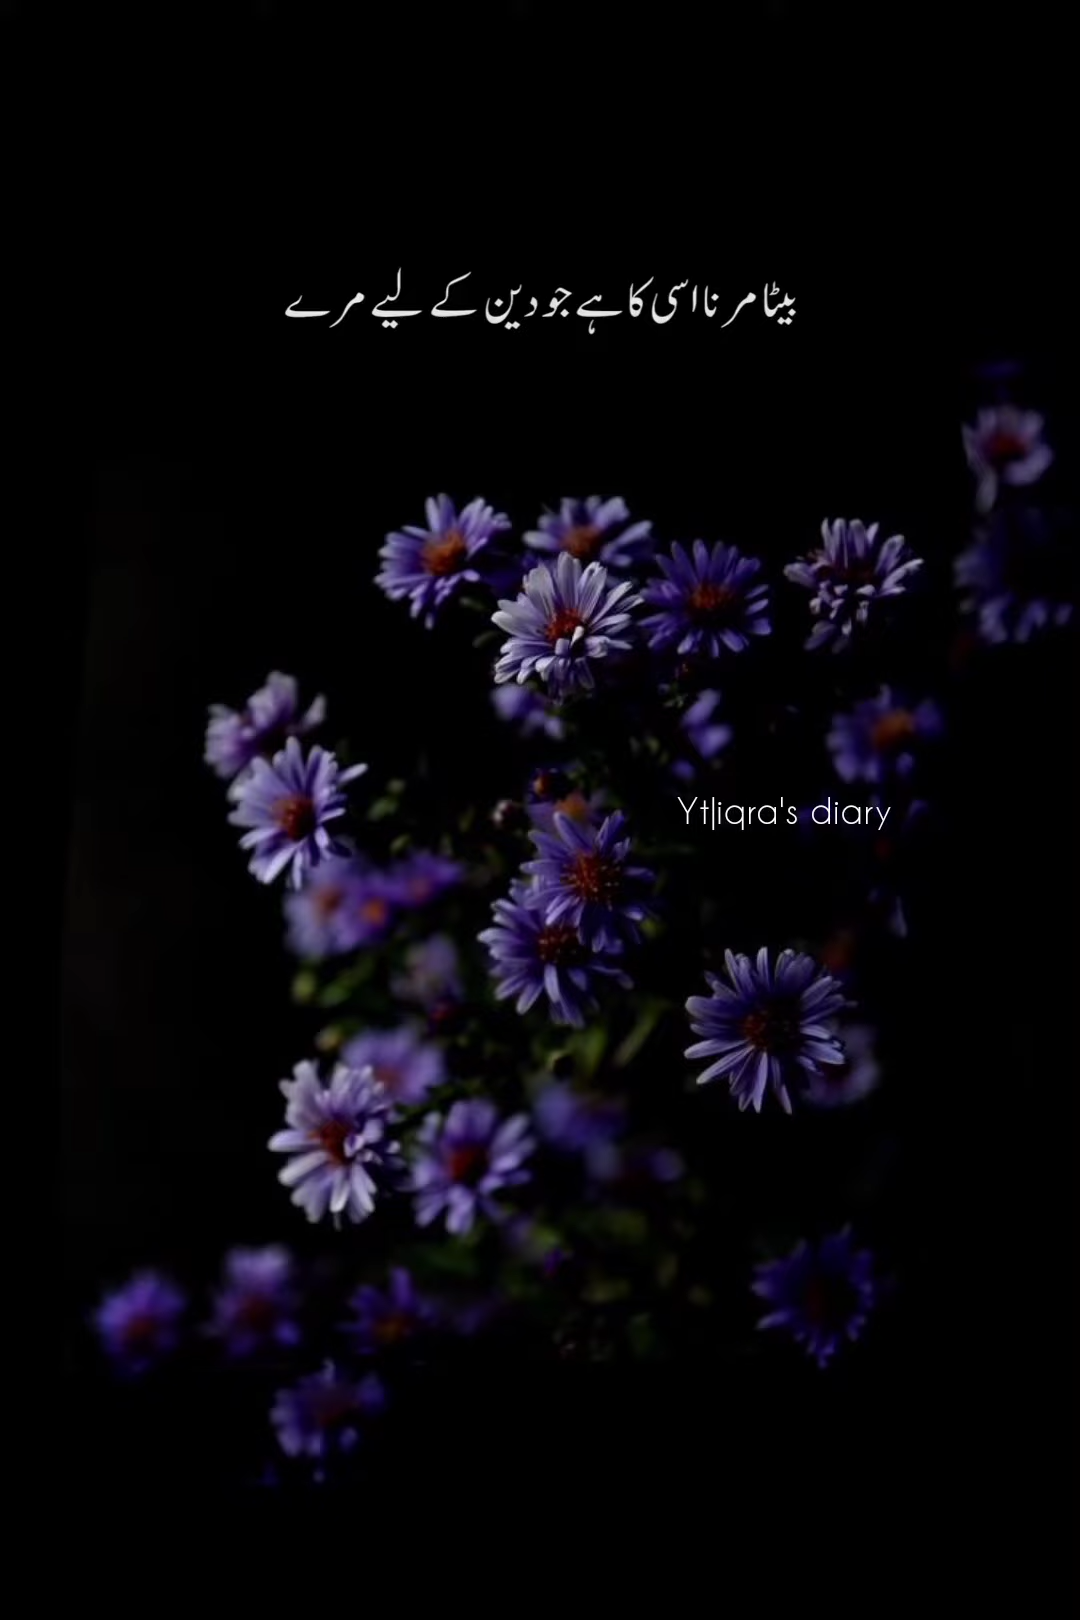 بیٹا مرنا اسی کا ہے جو دین کے لیے مرے
Yt|iqra's diary